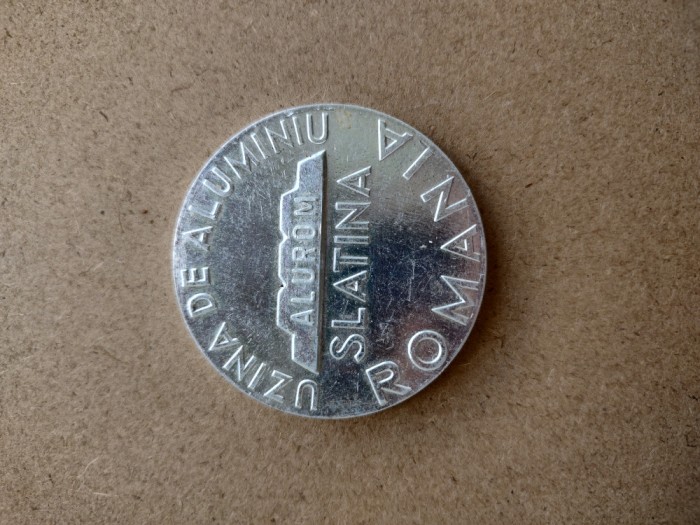 UZINA DE ALUMINIU
ALUROM
SLATINA
ROMANIA